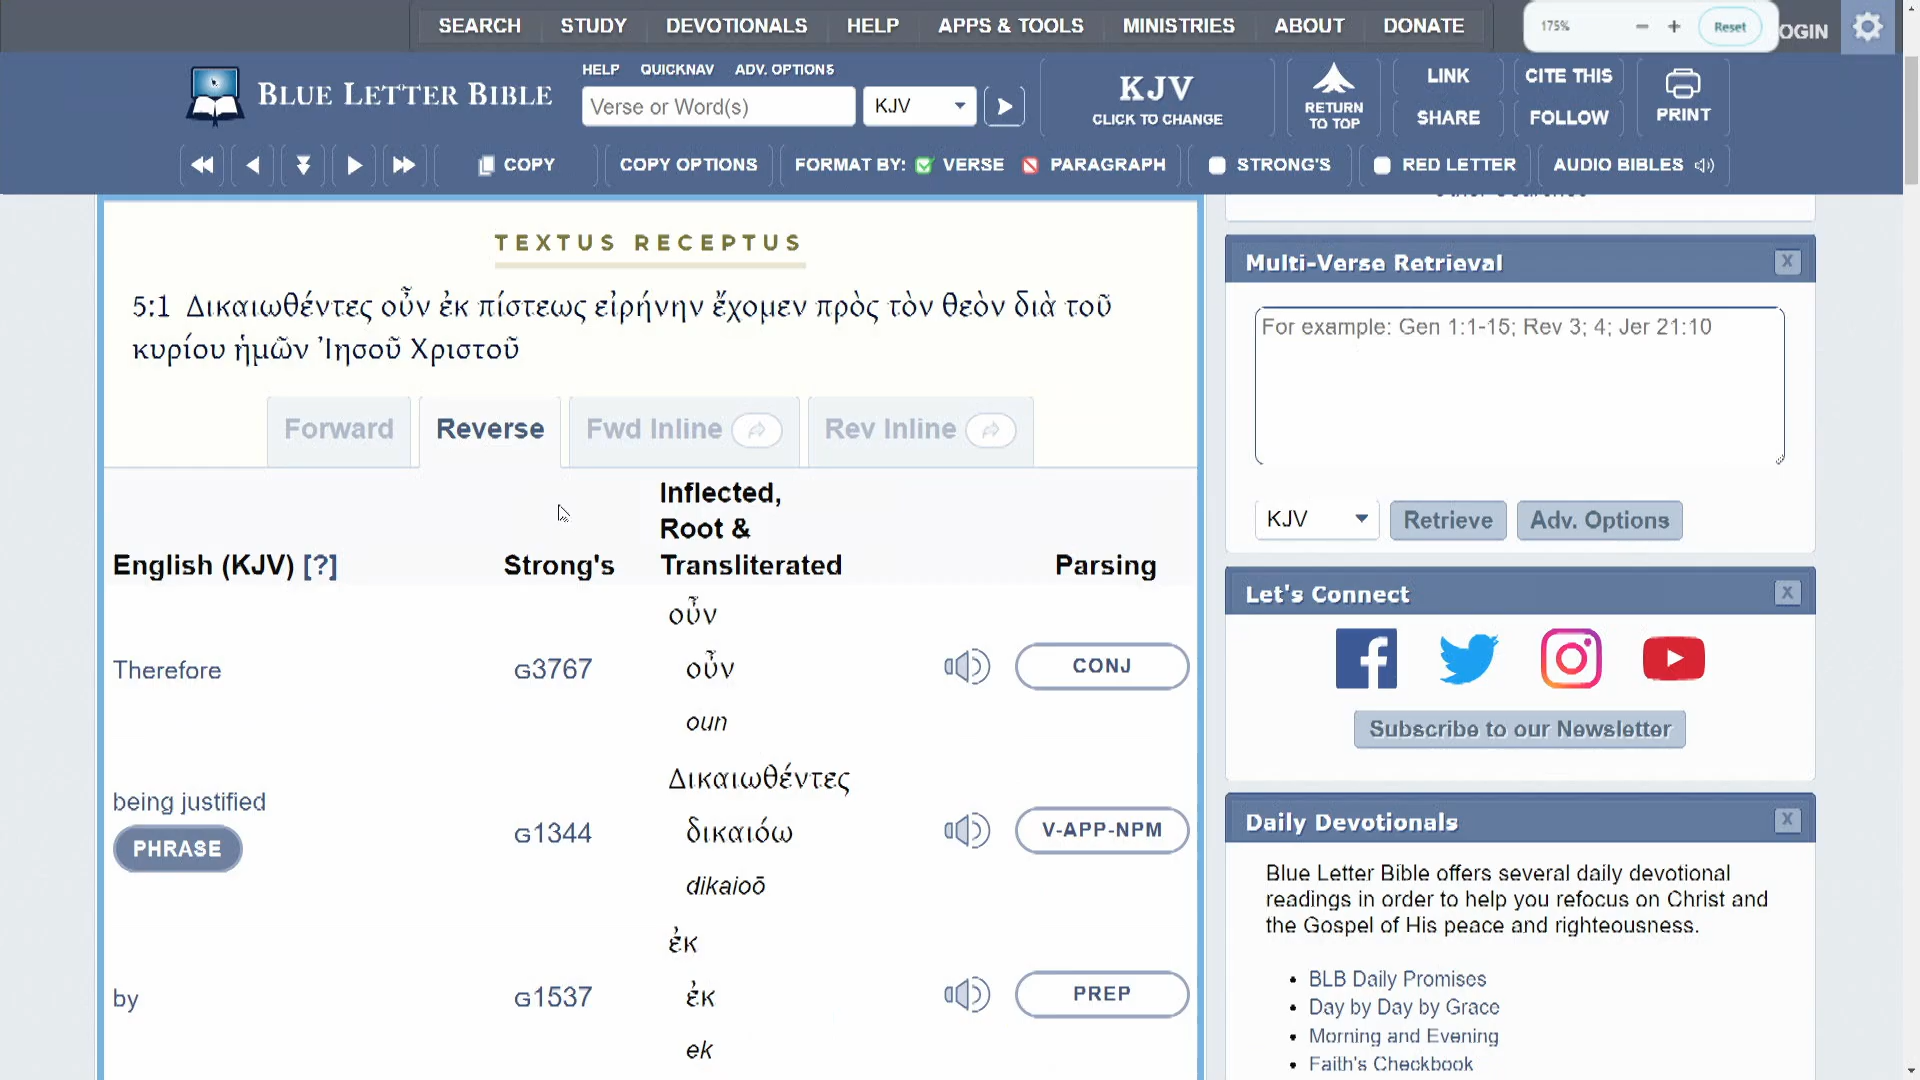 SEARCH STUDY DEVOTIONALS HELP APPS & TOOLS MINISTRIES ABOUT DONATE
175% − + Reset OGIN
BLUE LETTER BIBLE
HELP QUICKNAV ADV. OPTIONS
Verse or Word(s) KJV
KJV
CLICK TO CHANGE
RETURN
TO TOP
LINK
SHARE
CITE THIS
FOLLOW
PRINT
COPY COPY OPTIONS FORMAT BY: VERSE PARAGRAPH STRONG'S RED LETTER AUDIO BIBLES
TEXTUS RECEPTUS
5:1 Δικαιωθέντες οὖν ἐκ πίστεως εἰρήνην ἔχομεν πρὸς τὸν θεὸν διὰ τοῦ
κυρίου ἡμῶν Ἰησοῦ Χριστοῦ
Forward Reverse Fwd Inline Rev Inline
English (KJV) [?] Strong's Inflected,
Root &
Transliterated Parsing
οὖν
Therefore G3767 οὖν CONJ
oun
Δικαιωθέντες
being justified G1344 δικαιόω V-APP-NPM
PHRASE
dikaioō
ἐκ
by G1537 ἐκ PREP
ek
Multi-Verse Retrieval X
For example: Gen 1:1-15; Rev 3; 4; Jer 21:10
KJV Retrieve Adv. Options
Let's Connect X
Subscribe to our Newsletter
Daily Devotionals X
Blue Letter Bible offers several daily devotional
readings in order to help you refocus on Christ and
the Gospel of His peace and righteousness.
• BLB Daily Promises
• Day by Day by Grace
• Morning and Evening
• Faith's Checkbook